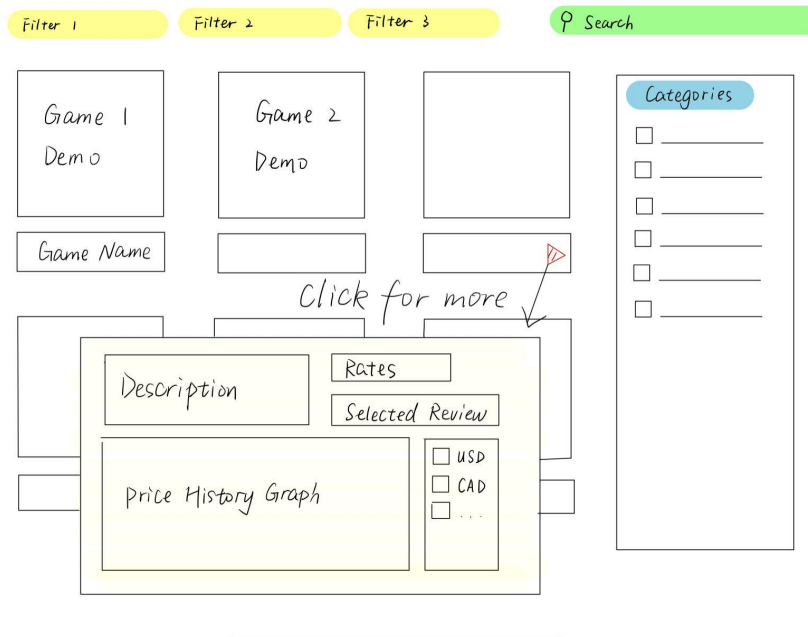 Filter 1
Filter 2
Filter 3
Search
Game 1
Demo
Game 2
Demo
Categories
Game Name
Click for more
Description
Rates
Selected Review
Price History Graph
USD
CAD
...